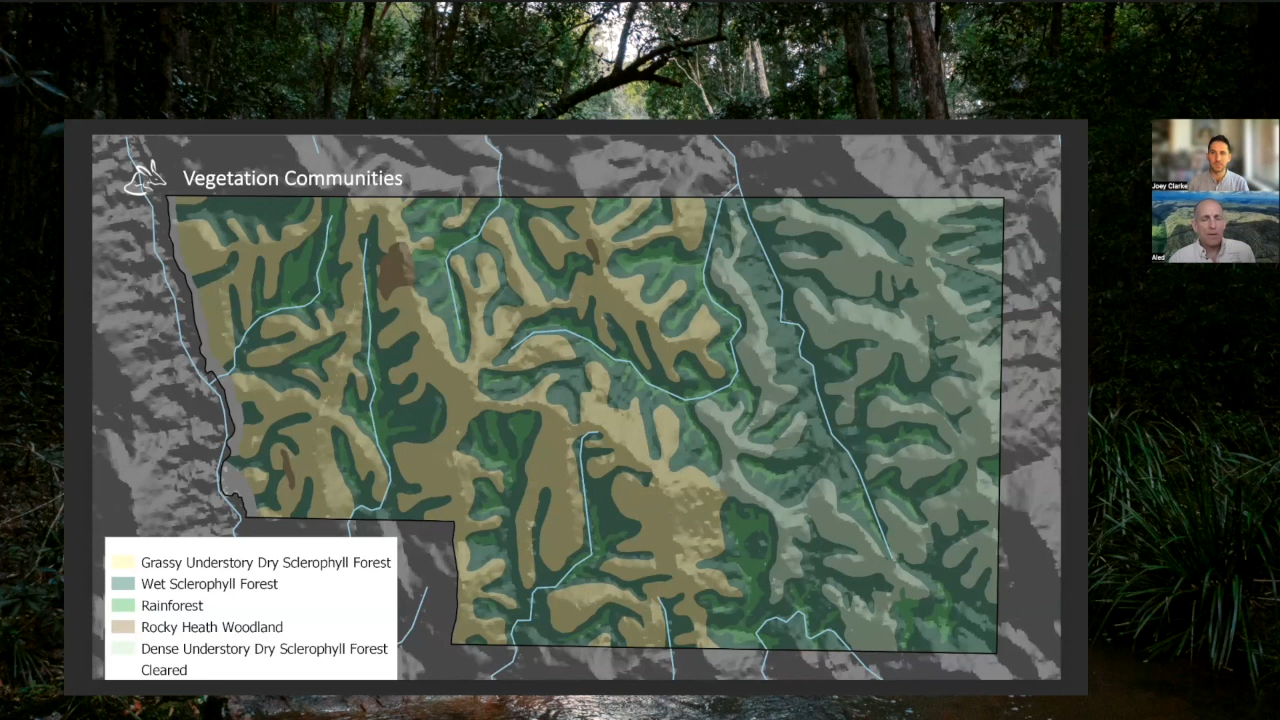 Vegetation Communities
Joey Clarke
Aled
Grassy Understory Dry Sclerophyll Forest
Wet Sclerophyll Forest
Rainforest
Rocky Heath Woodland
Dense Understory Dry Sclerophyll Forest
Cleared